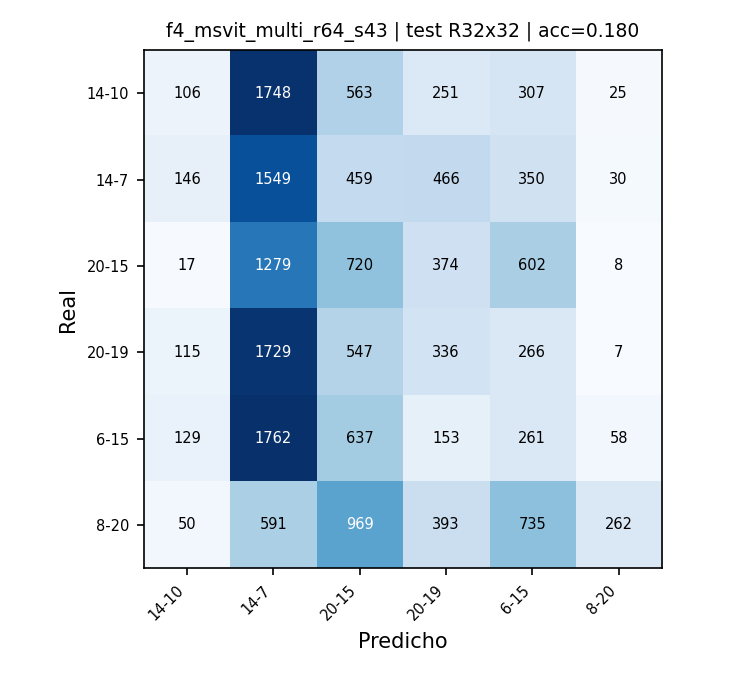 f4_msvit_multi_r64_s43 | test R32x32 | acc=0.180
14-10 106 1748 563 251 307 25
14-7 146 1549 459 466 350 30
20-15 17 1279 720 374 602 8
20-19 115 1729 547 336 266 7
6-15 129 1762 637 153 261 58
8-20 50 591 969 393 735 262
Real
14-10 14-7 20-15 20-19 6-15 8-20
Predicho